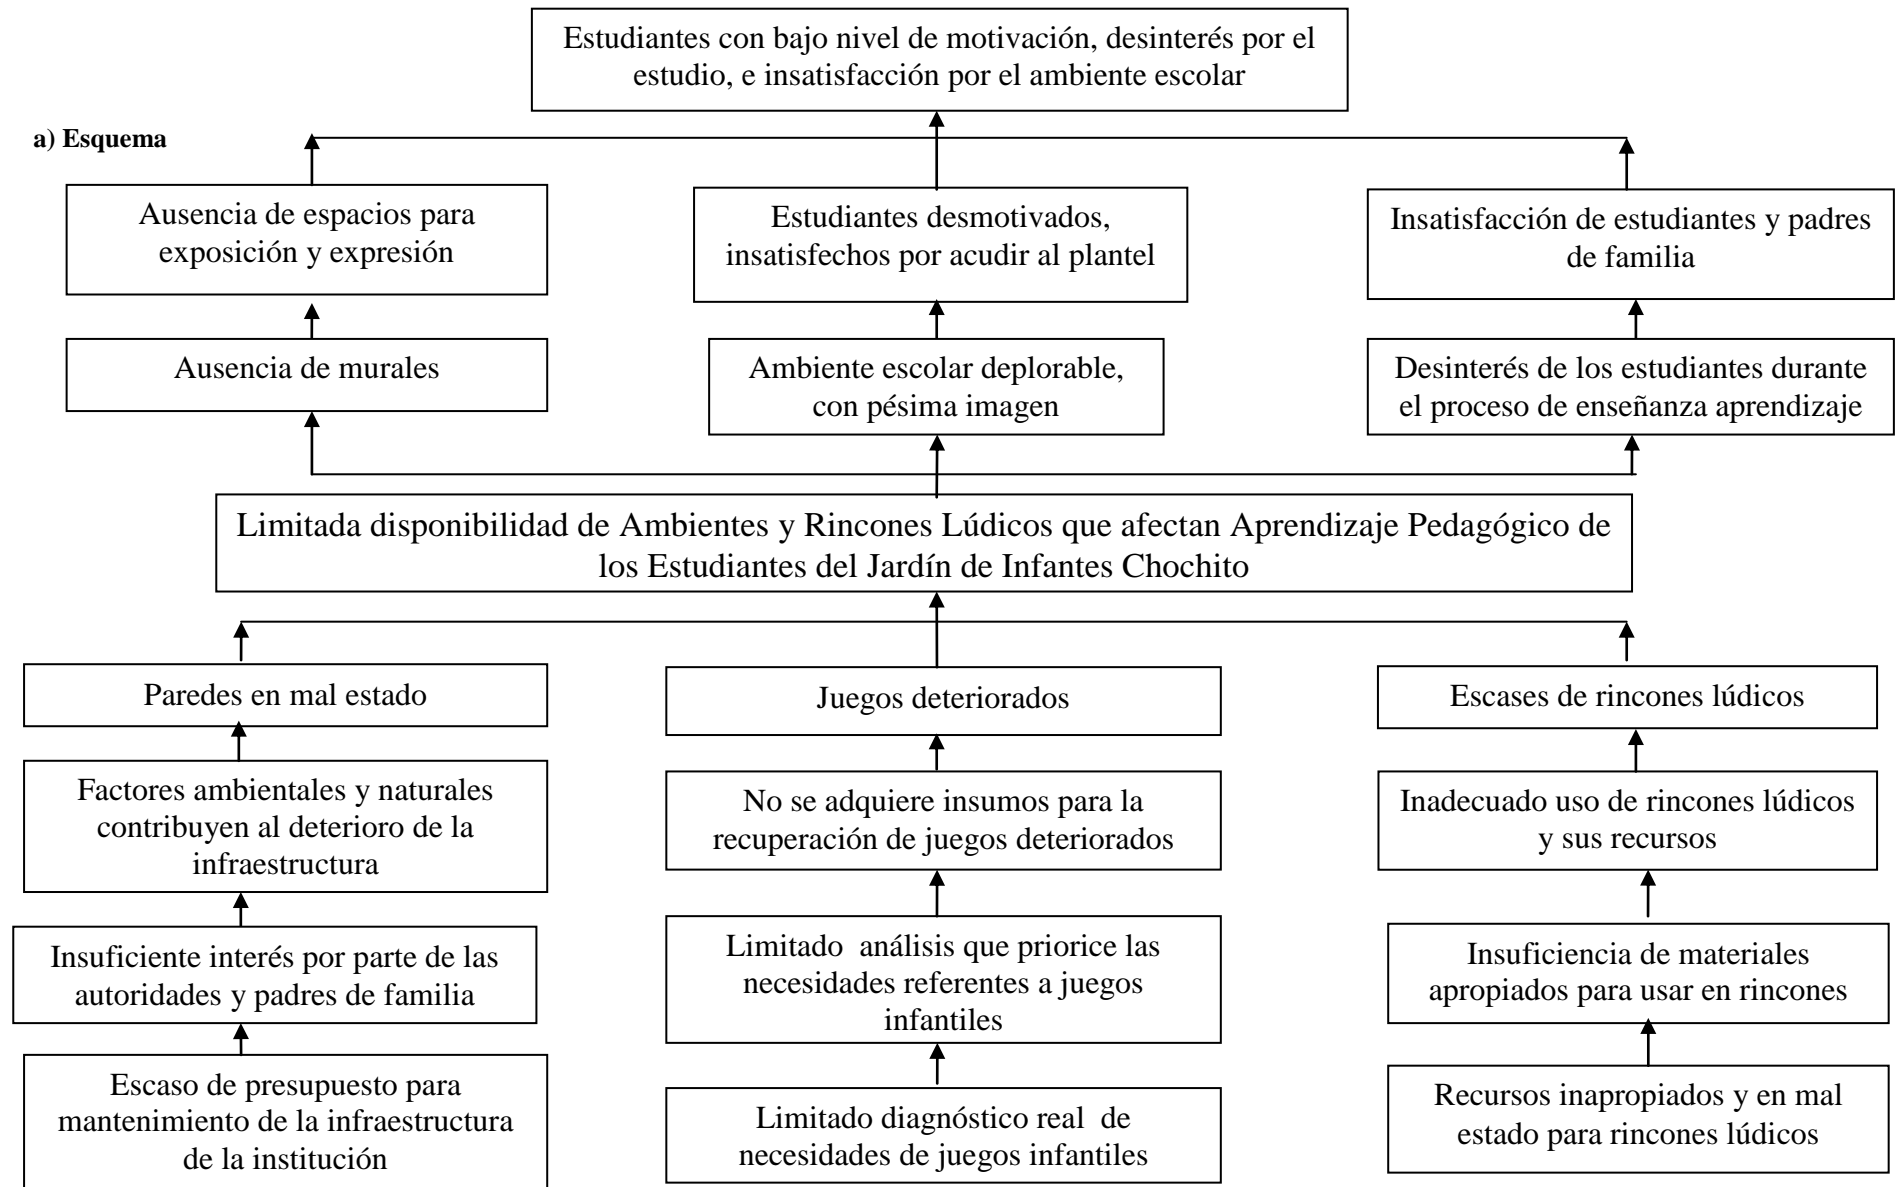 Estudiantes con bajo nivel de motivación, desinterés por el
estudio, e insatisfacción por el ambiente escolar
a) Esquema
Ausencia de espacios para
exposición y expresión
Estudiantes desmotivados,
insatisfechos por acudir al plantel
Insatisfacción de estudiantes y padres
de familia
Ausencia de murales
Ambiente escolar deplorable,
con pésima imagen
Desinterés de los estudiantes durante
el proceso de enseñanza aprendizaje
Limitada disponibilidad de Ambientes y Rincones Lúdicos que afectan Aprendizaje Pedagógico de
los Estudiantes del Jardín de Infantes Chochito
Paredes en mal estado
Juegos deteriorados
Escases de rincones lúdicos
Factores ambientales y naturales
contribuyen al deterioro de la
infraestructura
No se adquiere insumos para la
recuperación de juegos deteriorados
Inadecuado uso de rincones lúdicos
y sus recursos
Insuficiente interés por parte de las
autoridades y padres de familia
Limitado análisis que priorice las
necesidades referentes a juegos
infantiles
Insuficiencia de materiales
apropiados para usar en rincones
Escaso de presupuesto para
mantenimiento de la infraestructura
de la institución
Limitado diagnóstico real de
necesidades de juegos infantiles
Recursos inapropiados y en mal
estado para rincones lúdicos